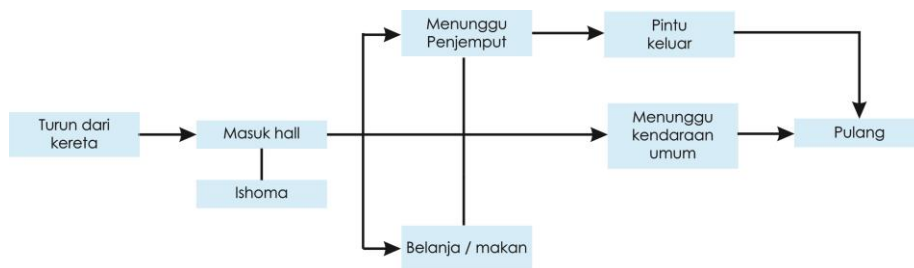 Turun dari
kereta
Masuk hall
Ishoma
Menunggu
Penjemput
Belanja / makan
Pintu
keluar
Menunggu
kendaraan
umum
Pulang